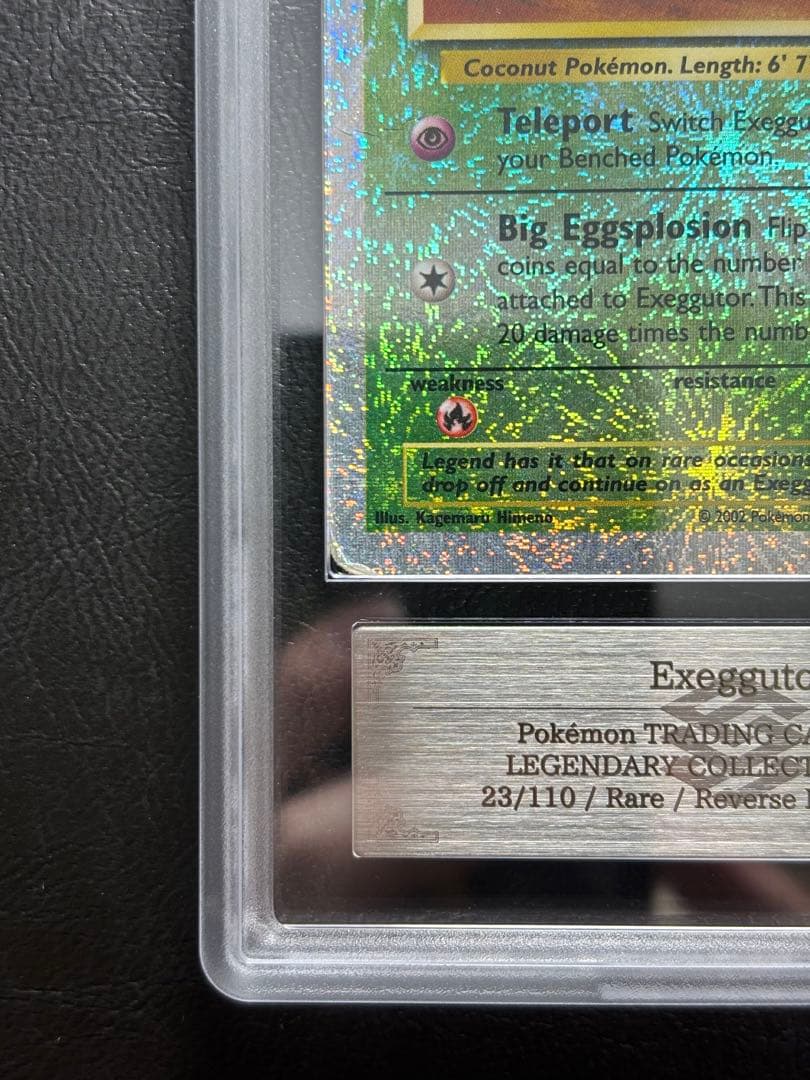 Coconut Pokémon. Length: 6' 7
Teleport Switch Exeggu
your Benched Pokémon.
Big Eggsplosion Flip
coins equal to the number
attached to Exeggutor. This
20 damage times the numb
weakness resistance
Legend has it that on rare occasions
drop off and continue on as an Exegg
Illus. Kagemaru Himeno © 2002 Pokémon
Exegguto
Pokémon TRADING CA
LEGENDARY COLLECT
23/110 / Rare / Reverse